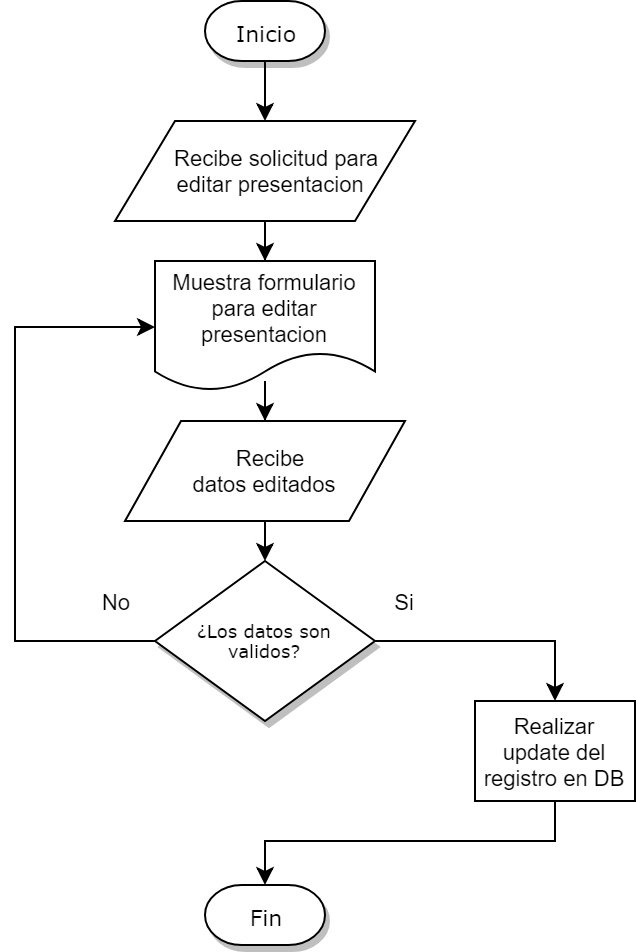 Inicio
Recibe solicitud para
editar presentacion
Muestra formulario
para editar
presentacion
Recibe
datos editados
No
Si
¿Los datos son
validos?
Realizar
update del
registro en DB
Fin